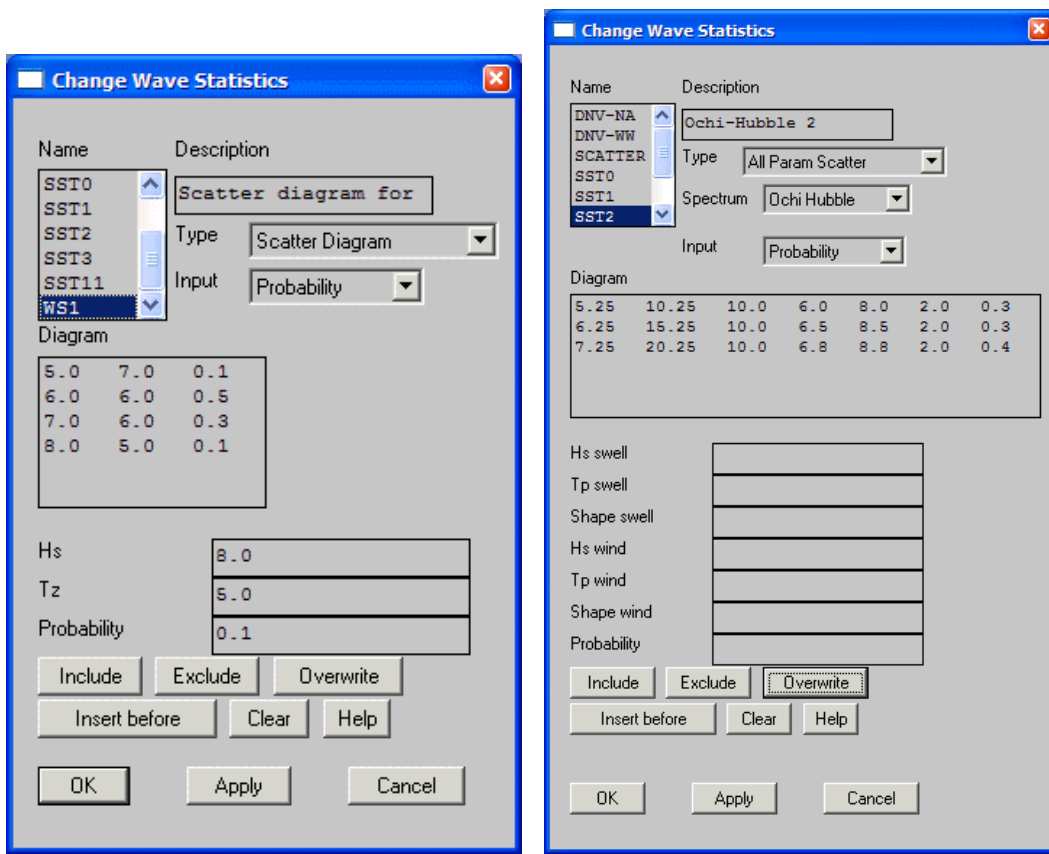 Change Wave Statistics
Name Description
SST0
SST1
SST2
SST3
SST11
WS1
Scatter diagram for
Type Scatter Diagram
Input Probability
Diagram
5.0 7.0 0.1
6.0 6.0 0.5
7.0 6.0 0.3
8.0 5.0 0.1
Hs 8.0
Tz 5.0
Probability 0.1
Include Exclude Overwrite
Insert before Clear Help
OK Apply Cancel
Change Wave Statistics
Name Description
DNV-NA
DNV-WW
SCATTER
SST0
SST1
SST2
Ochi-Hubble 2
Type All Param Scatter
Spectrum Ochi Hubble
Input Probability
Diagram
5.25 10.25 10.0 6.0 8.0 2.0 0.3
6.25 15.25 10.0 6.5 8.5 2.0 0.3
7.25 20.25 10.0 6.8 8.8 2.0 0.4
Hs swell
Tp swell
Shape swell
Hs wind
Tp wind
Shape wind
Probability
Include Exclude Overwrite
Insert before Clear Help
OK Apply Cancel